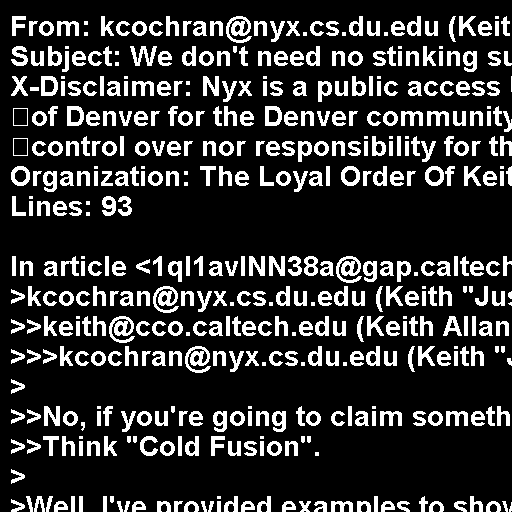 From: kcochran@nyx.cs.du.edu (Keit
Subject: We don't need no stinking su
X-Disclaimer: Nyx is a public access
of Denver for the Denver community
control over nor responsibility for th
Organization: The Loyal Order Of Keit
Lines: 93

In article <1ql1avINN38a@gap.caltech
>kcochran@nyx.cs.du.edu (Keith "Jus
>>keith@cco.caltech.edu (Keith Allan
>>>kcochran@nyx.cs.du.edu (Keith "J
>
>>No, if you're going to claim someth
>>Think "Cold Fusion".
>
>Well, I've provided examples to show